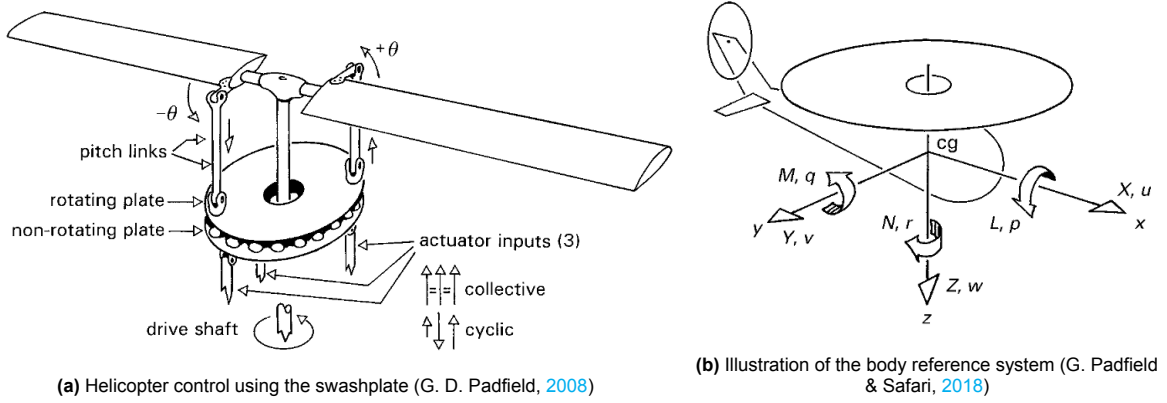 +θ
-θ
pitch links
rotating plate
non-rotating plate
actuator inputs (3)
= =
collective
cyclic
drive shaft
(a) Helicopter control using the swashplate (G. D. Padfield, 2008)
cg
M, q
X, u
y
Y, v
N, r
L, p
x
Z, w
z
(b) Illustration of the body reference system (G. Padfield
& Safari, 2018)